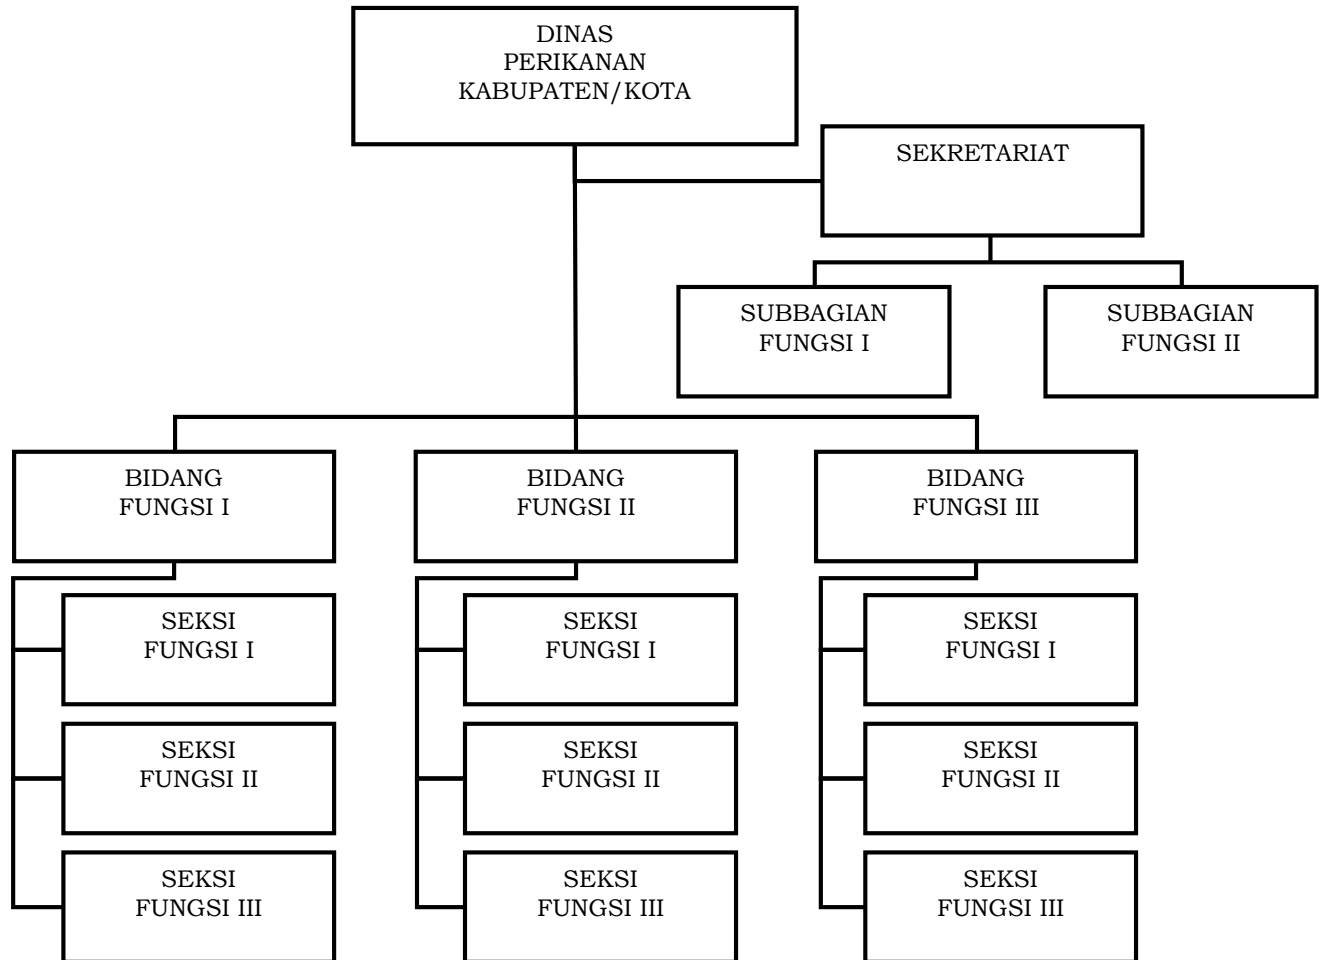 DINAS
PERIKANAN
KABUPATEN/KOTA
SEKRETARIAT
SUBBAGIAN
FUNGSI I
SUBBAGIAN
FUNGSI II
BIDANG
FUNGSI I
BIDANG
FUNGSI II
BIDANG
FUNGSI III
SEKSI
FUNGSI I
SEKSI
FUNGSI I
SEKSI
FUNGSI I
SEKSI
FUNGSI II
SEKSI
FUNGSI II
SEKSI
FUNGSI II
SEKSI
FUNGSI III
SEKSI
FUNGSI III
SEKSI
FUNGSI III